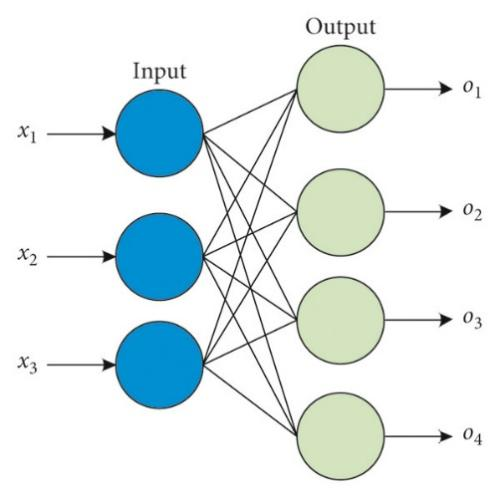 Output
Input
x₁
o₁
x₂
o₂
x₃
o₃
o₄